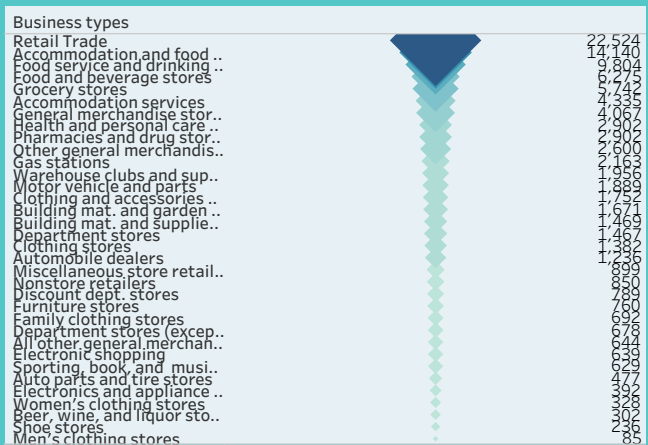 Business types
Retail Trade 22,524
Accommodation and food .. 14,140
Food service and drinking .. 9,804
Food and beverage stores 6,275
Grocery stores 5,742
Accommodation services 4,335
General merchandise stor.. 4,067
Health and personal care .. 2,902
Pharmacies and drug stor.. 2,902
Other general merchandis.. 2,600
Gas stations 2,163
Warehouse clubs and sup.. 1,956
Motor vehicle and parts 1,889
Clothing and accessories .. 1,752
Building mat. and garden .. 1,671
Building mat. and supplie.. 1,469
Department stores 1,467
Clothing stores 1,382
Automobile dealers 1,236
Miscellaneous store retail.. 899
Nonstore retailers 850
Discount dept. stores 789
Furniture stores 760
Family clothing stores 692
Department stores (excep.. 678
All other general merchan.. 644
Electronic shopping 639
Sporting, book, and musi.. 629
Auto parts and tire stores 477
Electronics and appliance .. 392
Women's clothing stores 328
Beer, wine, and liquor sto.. 302
Shoe stores 236
Men's clothing stores 85